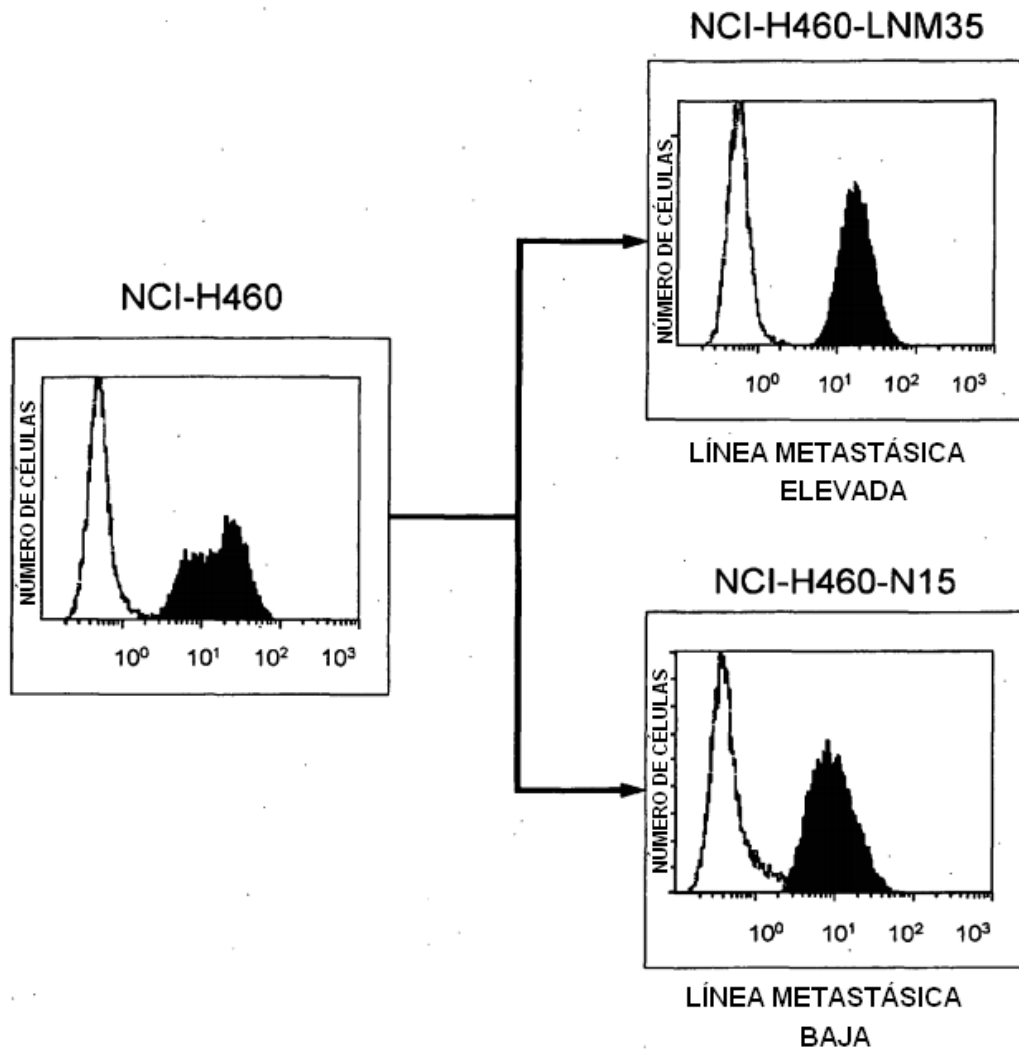 NCI-H460-LNM35
NÚMERO DE CÉLULAS
10⁰ 10¹ 10² 10³
LÍNEA METASTÁSICA
ELEVADA
NCI-H460
NÚMERO DE CÉLULAS
10⁰ 10¹ 10² 10³
NCI-H460-N15
NÚMERO DE CÉLULAS
10⁰ 10¹ 10² 10³
LÍNEA METASTÁSICA
BAJA